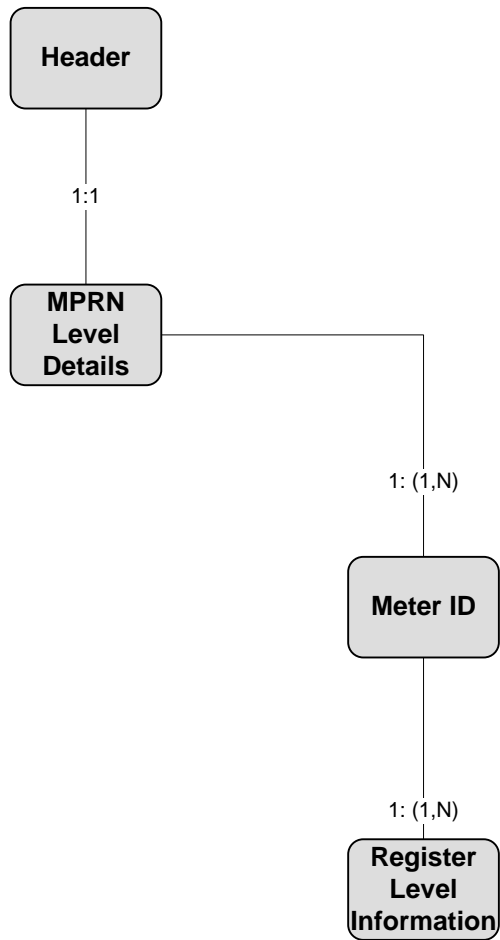 Header
1:1
MPRN
Level
Details
1: (1,N)
Meter ID
1: (1,N)
Register
Level
Information